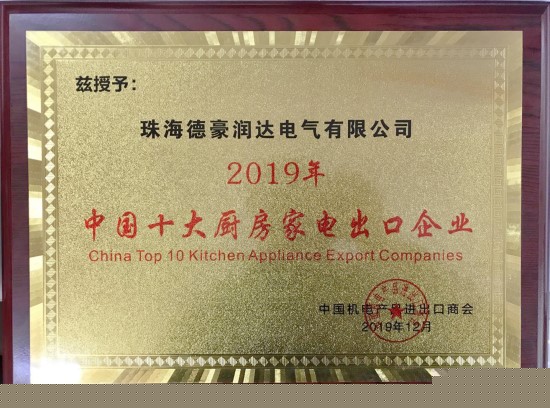 兹授予：
珠海德豪润达电气有限公司
2019年
中国十大厨房家电出口企业
China Top 10 Kitchen Appliance Export Companies
中国机电产品进出口商会
2019年12月